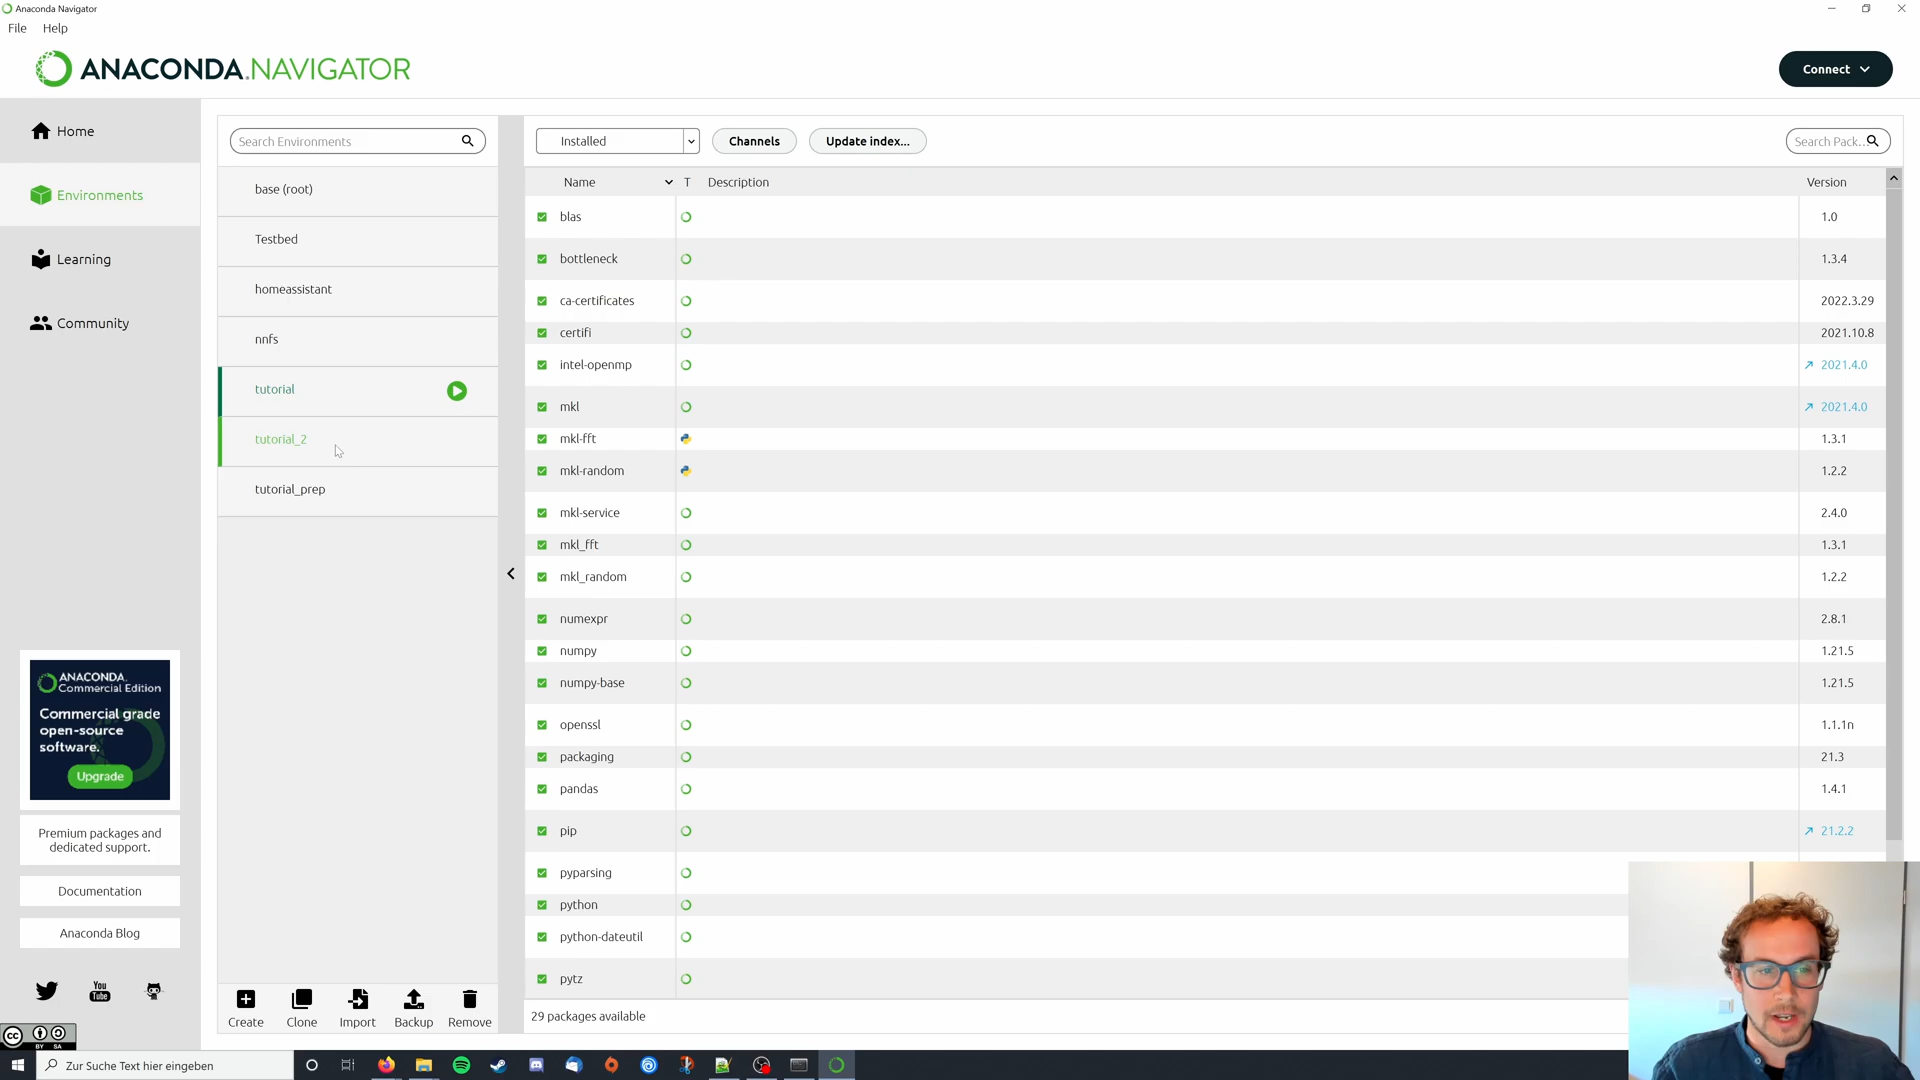 Anaconda Navigator
File Help
ANACONDA.NAVIGATOR
Connect
Home
Environments
Learning
Community
ANACONDA.
Commercial Edition
Commercial grade
open-source
software.
Upgrade
Premium packages and
dedicated support.
Documentation
Anaconda Blog
You
Tube
Search Environments
base (root)
Testbed
homeassistant
nnfs
tutorial
tutorial_2
tutorial_prep
Create Clone Import Backup Remove
Installed Channels Update index... Search Pack...
Name T Description Version
blas 1.0
bottleneck 1.3.4
ca-certificates 2022.3.29
certifi 2021.10.8
intel-openmp 2021.4.0
mkl 2021.4.0
mkl-fft 1.3.1
mkl-random 1.2.2
mkl-service 2.4.0
mkl_fft 1.3.1
mkl_random 1.2.2
numexpr 2.8.1
numpy 1.21.5
numpy-base 1.21.5
openssl 1.1.1n
packaging 21.3
pandas 1.4.1
pip 21.2.2
pyparsing
python
python-dateutil
pytz
29 packages available
CC BY SA
Zur Suche Text hier eingeben